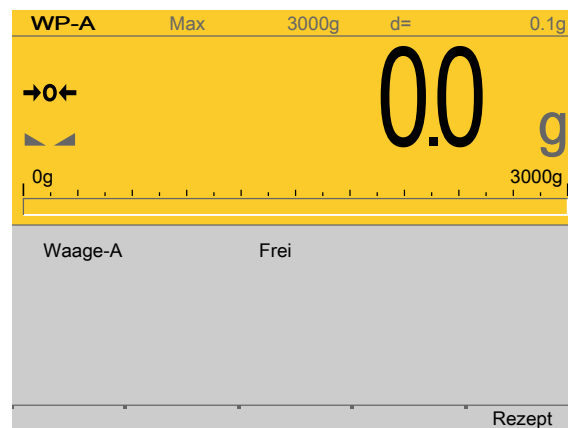 WP-A Max 3000g d= 0.1g
→0←
0.0 g
0g 3000g
Waage-A Frei
Rezept